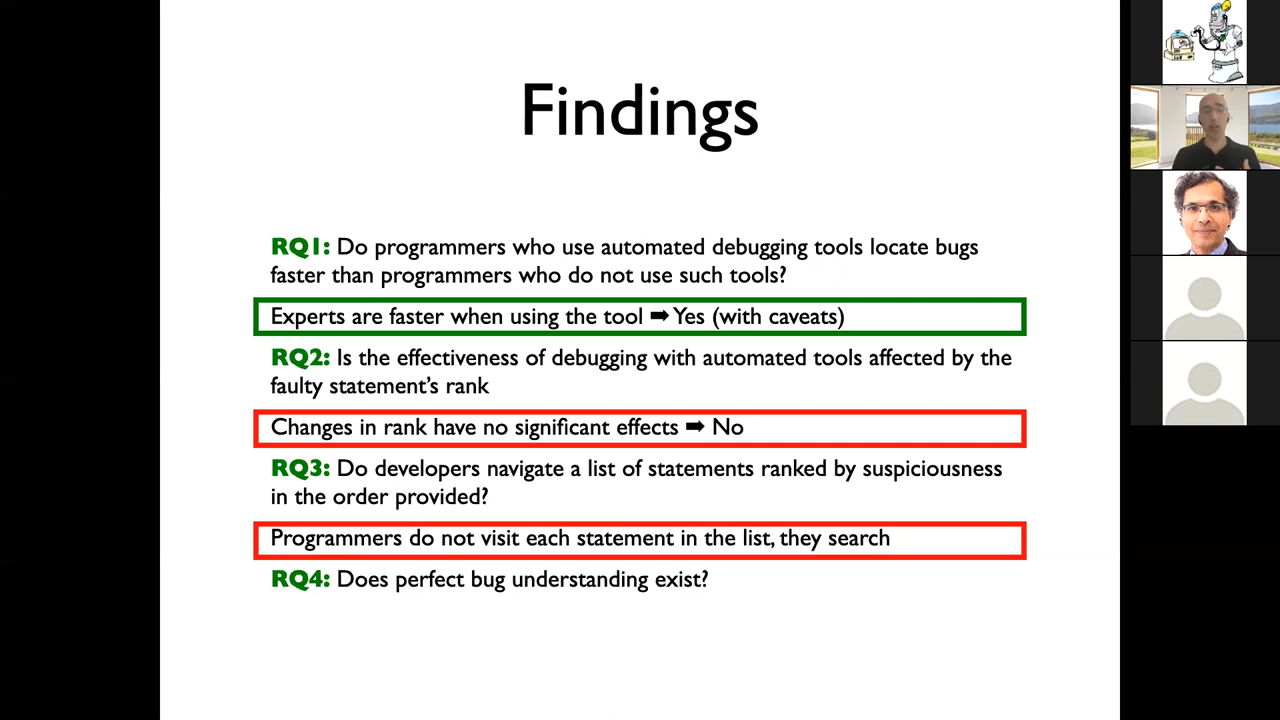 Findings
RQ1: Do programmers who use automated debugging tools locate bugs
faster than programmers who do not use such tools?
Experts are faster when using the tool ➡ Yes (with caveats)
RQ2: Is the effectiveness of debugging with automated tools affected by the
faulty statement’s rank
Changes in rank have no significant effects ➡ No
RQ3: Do developers navigate a list of statements ranked by suspiciousness
in the order provided?
Programmers do not visit each statement in the list, they search
RQ4: Does perfect bug understanding exist?